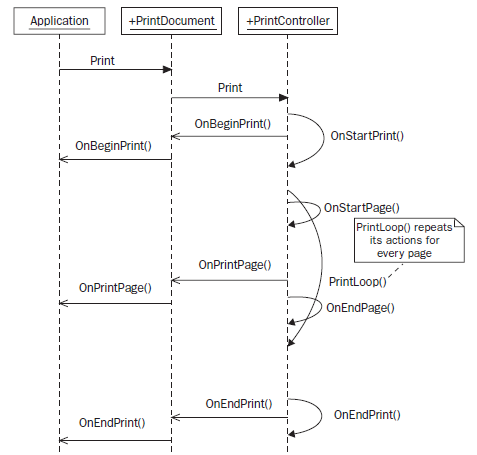 Application
+PrintDocument
+PrintController
Print
Print
OnBeginPrint()
OnStartPrint()
OnBeginPrint()
OnStartPage()
PrintLoop() repeats
its actions for
every page
OnPrintPage()
PrintLoop()
OnPrintPage()
OnEndPage()
OnEndPrint()
OnEndPrint()
OnEndPrint()